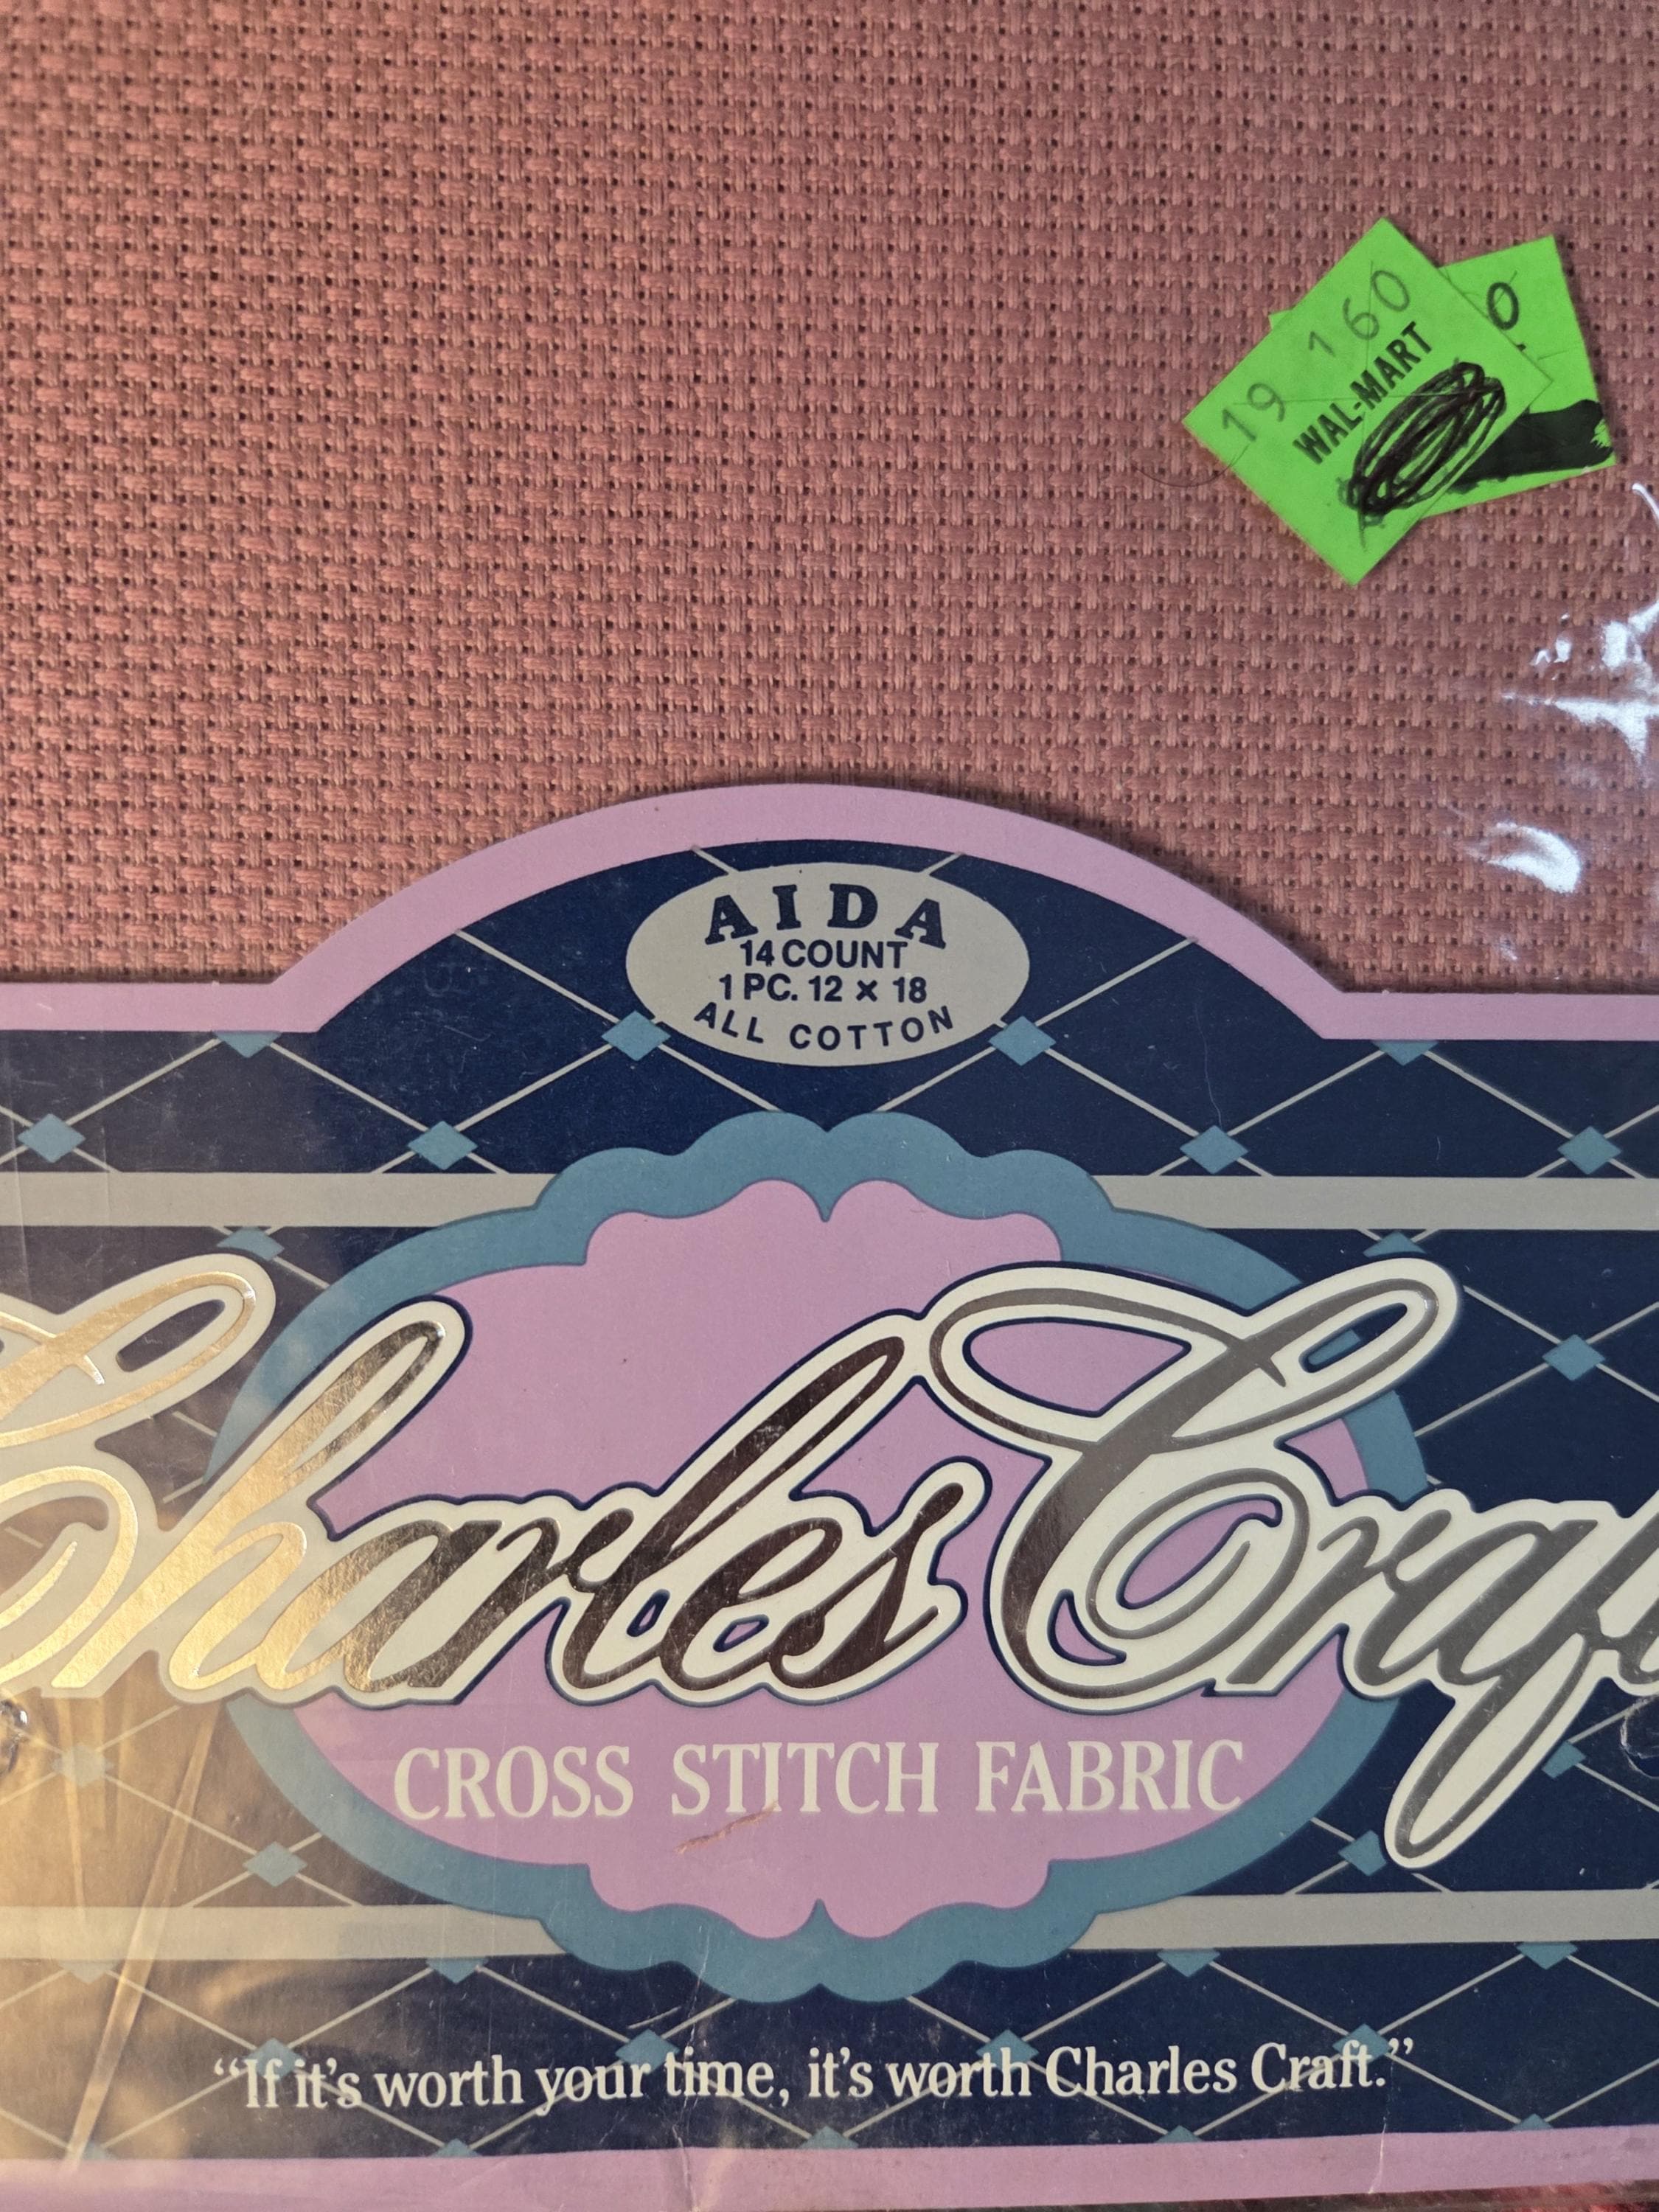 19 160
0
WAL-MART
AIDA
14 COUNT
1 PC. 12 × 18
ALL COTTON
Charles Craft
CROSS STITCH FABRIC
“If it's worth your time, it's worth Charles Craft.”